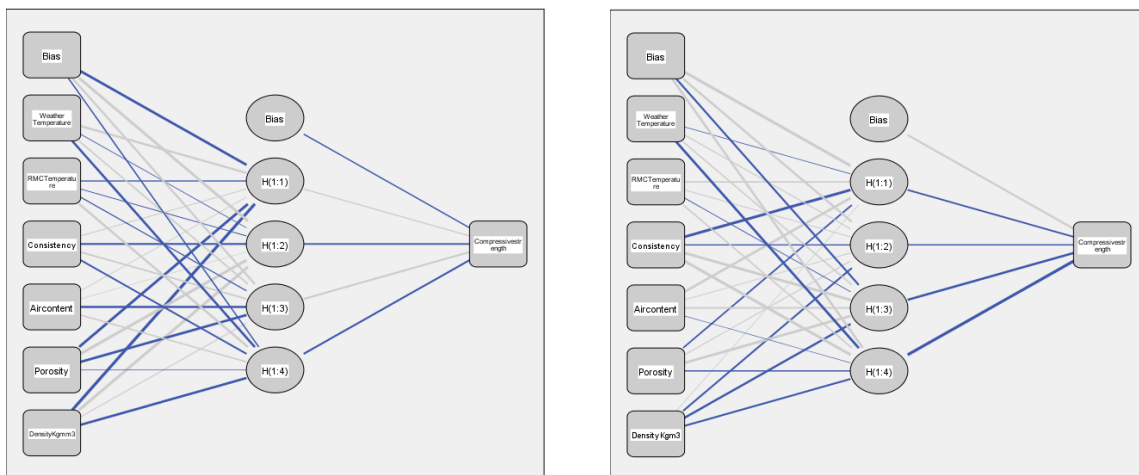 Bias
Weather
Temperature
RMCTemperatu
re
Consistency
Aircontent
Porosity
DensityKgmm3
Bias
H(1:1)
H(1:2)
H(1:3)
H(1:4)
Compressivestr
ength
Bias
Weather
Temperature
RMCTemperatu
re
Consistency
Aircontent
Porosity
Density Kgm3
Bias
H(1:1)
H(1:2)
H(1:3)
H(1:4)
Compressivestr
ength